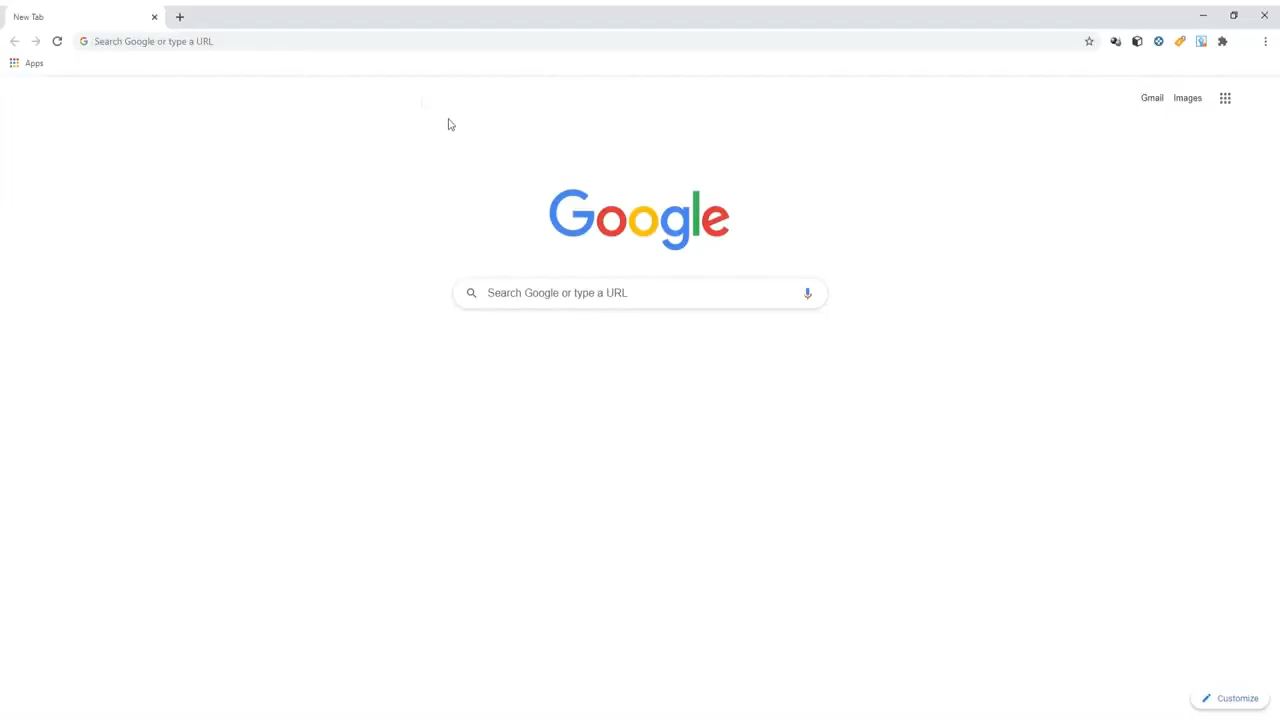 New Tab
Search Google or type a URL
Apps
Gmail Images
Google
Search Google or type a URL
Customize